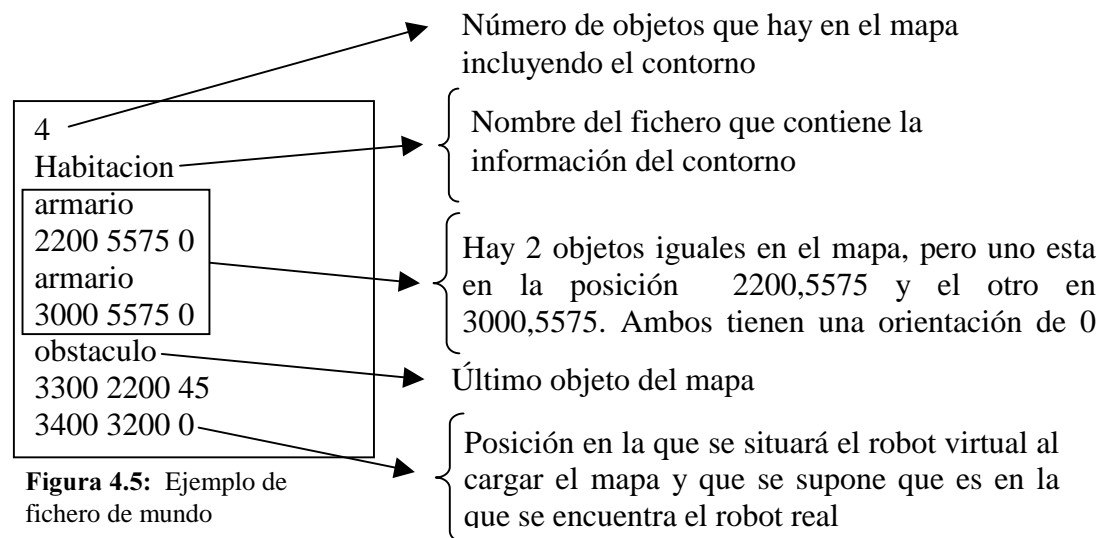 Número de objetos que hay en el mapa
incluyendo el contorno
4
Habitacion
armario
2200 5575 0
armario
3000 5575 0
obstaculo
3300 2200 45
3400 3200 0
Nombre del fichero que contiene la
información del contorno
Hay 2 objetos iguales en el mapa, pero uno esta
en la posición 2200,5575 y el otro en
3000,5575. Ambos tienen una orientación de 0
Último objeto del mapa
Posición en la que se situará el robot virtual al
cargar el mapa y que se supone que es en la
que se encuentra el robot real
Figura 4.5: Ejemplo de
fichero de mundo